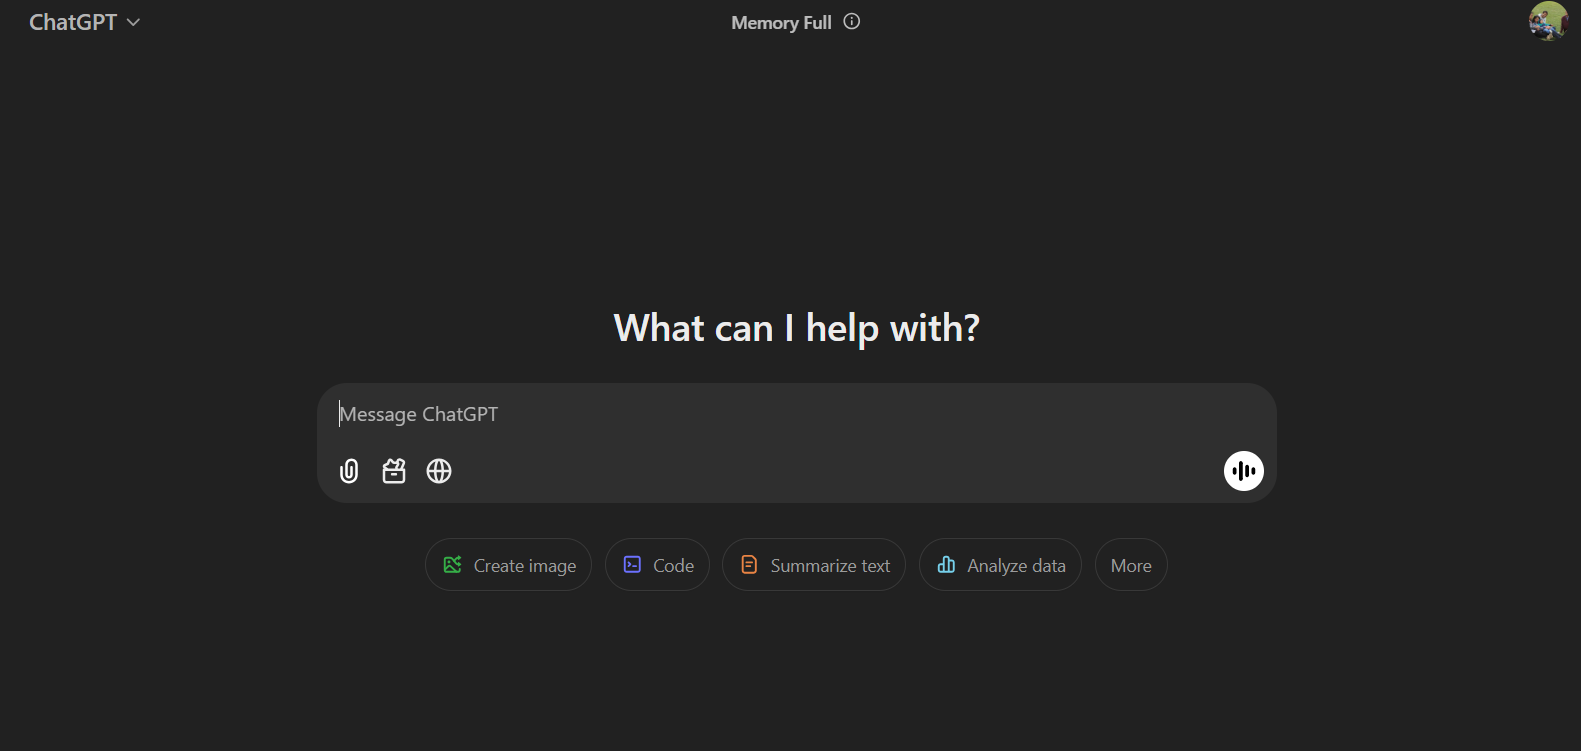 ChatGPT
Memory Full
What can I help with?
Message ChatGPT
Create image
Code
Summarize text
Analyze data
More